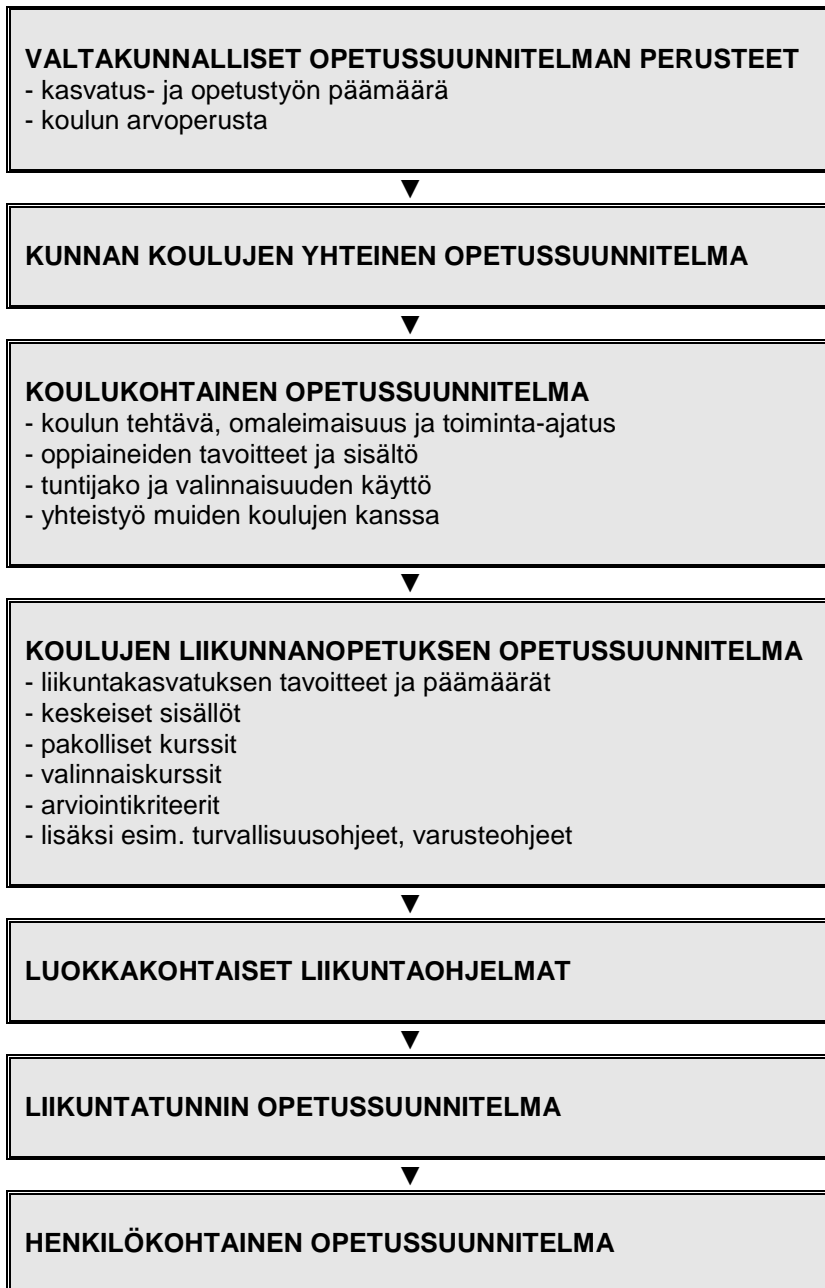 VALTAKUNNALLISET OPETUSSUUNNITELMAN PERUSTEET
- kasvatus- ja opetustyön päämäärä
- koulun arvoperusta
▼
KUNNAN KOULUJEN YHTEINEN OPETUSSUUNNITELMA
▼
KOULUKOHTAINEN OPETUSSUUNNITELMA
- koulun tehtävä, omaleimaisuus ja toiminta-ajatus
- oppiaineiden tavoitteet ja sisältö
- tuntijako ja valinnaisuuden käyttö
- yhteistyö muiden koulujen kanssa
▼
KOULUJEN LIIKUNNANOPETUKSEN OPETUSSUUNNITELMA
- liikuntakasvatuksen tavoitteet ja päämäärät
- keskeiset sisällöt
- pakolliset kurssit
- valinnaiskurssit
- arviointikriteerit
- lisäksi esim. turvallisuusohjeet, varusteohjeet
▼
LUOKKAKOHTAISET LIIKUNTAOHJELMAT
▼
LIIKUNTATUNNIN OPETUSSUUNNITELMA
▼
HENKILÖKOHTAINEN OPETUSSUUNNITELMA